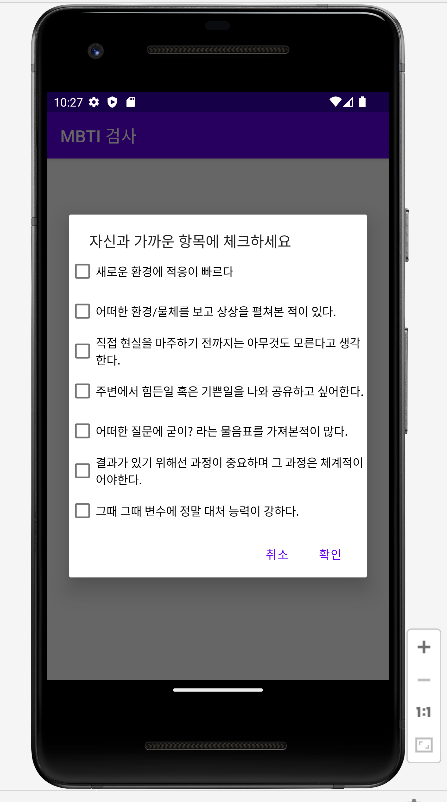 10:27
MBTI 검사
자신과 가까운 항목에 체크하세요
새로운 환경에 적응이 빠르다
어떠한 환경/물체를 보고 상상을 펼쳐본 적이 있다.
직접 현실을 마주하기 전까지는 아무것도 모른다고 생각
한다.
주변에서 힘든일 혹은 기쁜일을 나와 공유하고 싶어한다.
어떠한 질문에 굳이? 라는 물음표를 가져본적이 많다.
결과가 있기 위해선 과정이 중요하며 그 과정은 체계적이
어야한다.
그때 그때 변수에 정말 대처 능력이 강하다.
취소 확인
1:1